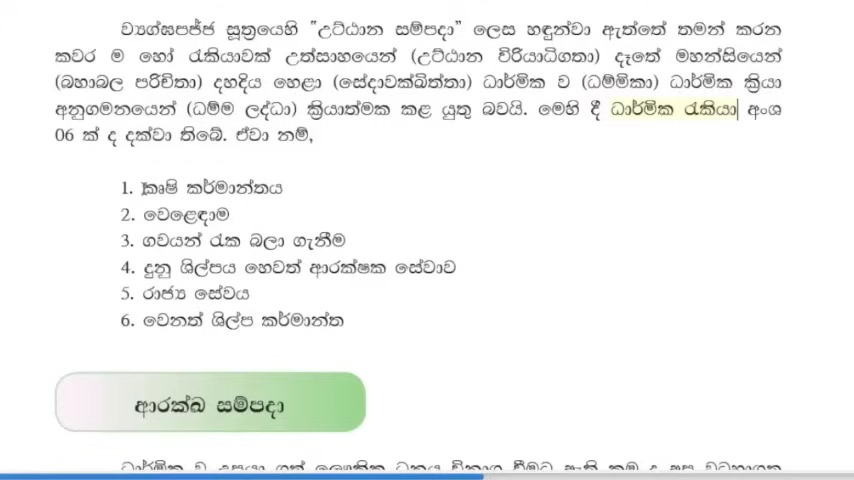 ව්‍යග්ඝපජ්ජ සූත්‍රයෙහි "උට්ඨාන සම්පදා" ලෙස හඳුන්වා ඇත්තේ තමන් කරන
කවර ම හෝ රැකියාවක් උත්සාහයෙන් (උට්ඨාන විරියාධිගතා) දෑතේ මහන්සියෙන්
(බහාබල පරිචිතා) දහදිය හෙළා (සේදාවක්ඛිත්තා) ධාර්මික ව (ධම්මිකා) ධාර්මික ක්‍රියා
අනුගමනයෙන් (ධම්ම ලද්ධා) ක්‍රියාත්මක කළ යුතු බවයි. මෙහි දී ධාර්මික රැකියා අංශ
06 ක් ද දක්වා තිබේ. ඒවා නම්,
1. කෘෂි කර්මාන්තය
2. වෙළෙඳාම
3. ගවයන් රැක බලා ගැනීම
4. දුනු ශිල්පය හෙවත් ආරක්ෂක සේවාව
5. රාජ්‍ය සේවය
6. වෙනත් ශිල්ප කර්මාන්ත
ආරක්ඛ සම්පදා